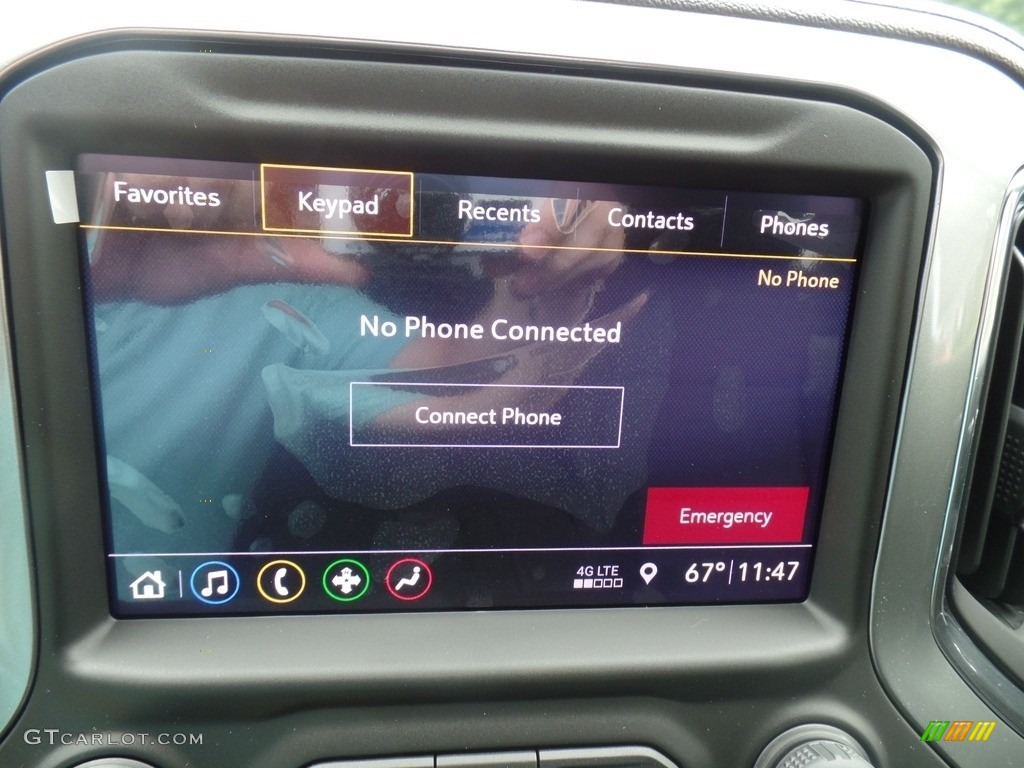 Favorites Keypad Recents Contacts Phones
No Phone
No Phone Connected
Connect Phone
Emergency
4G LTE
67° 11:47
GTCARLOT.COM